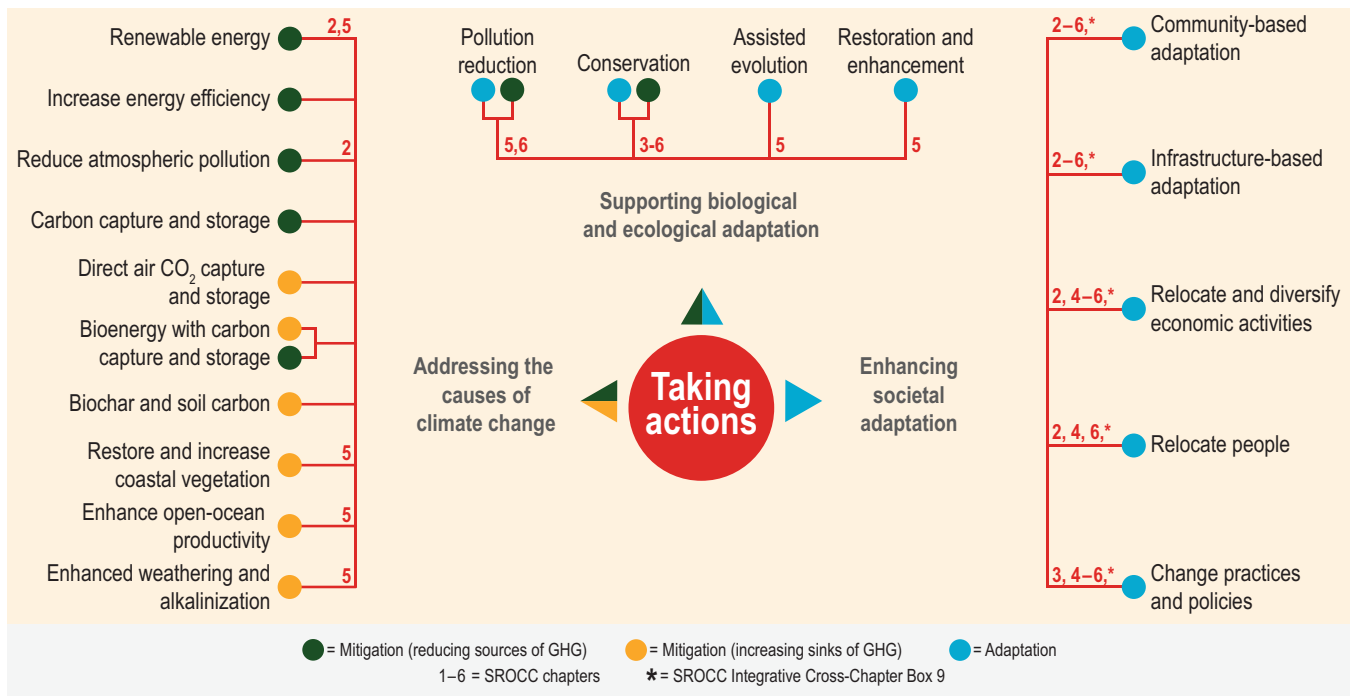 Renewable energy
2,5
Increase energy efficiency
Reduce atmospheric pollution
2
Carbon capture and storage
Direct air CO2 capture
and storage
Bioenergy with carbon
capture and storage
Biochar and soil carbon
Restore and increase
coastal vegetation
5
Enhance open-ocean
productivity
5
Enhanced weathering and
alkalinization
5
Addressing the
causes of
climate change
Pollution
reduction
5,6
Conservation
3-6
Assisted
evolution
5
Restoration and
enhancement
5
Supporting biological
and ecological adaptation
Taking
actions
Enhancing
societal
adaptation
2–6,*
Community-based
adaptation
2–6,*
Infrastructure-based
adaptation
2, 4–6,*
Relocate and diversify
economic activities
2, 4, 6,*
Relocate people
3, 4–6,*
Change practices
and policies
= Mitigation (reducing sources of GHG)
= Mitigation (increasing sinks of GHG)
= Adaptation
1–6 = SROCC chapters
* = SROCC Integrative Cross-Chapter Box 9